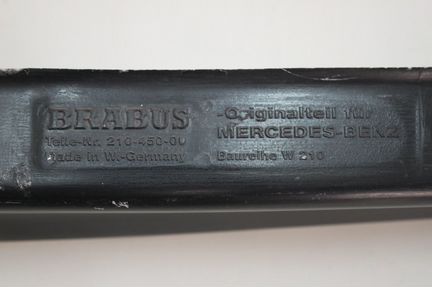 BRABUS
Teile-Nr. 210-450-00
Made in W.-Germany
-Originalteil für
MERCEDES-BENZ
Baureihe W 210